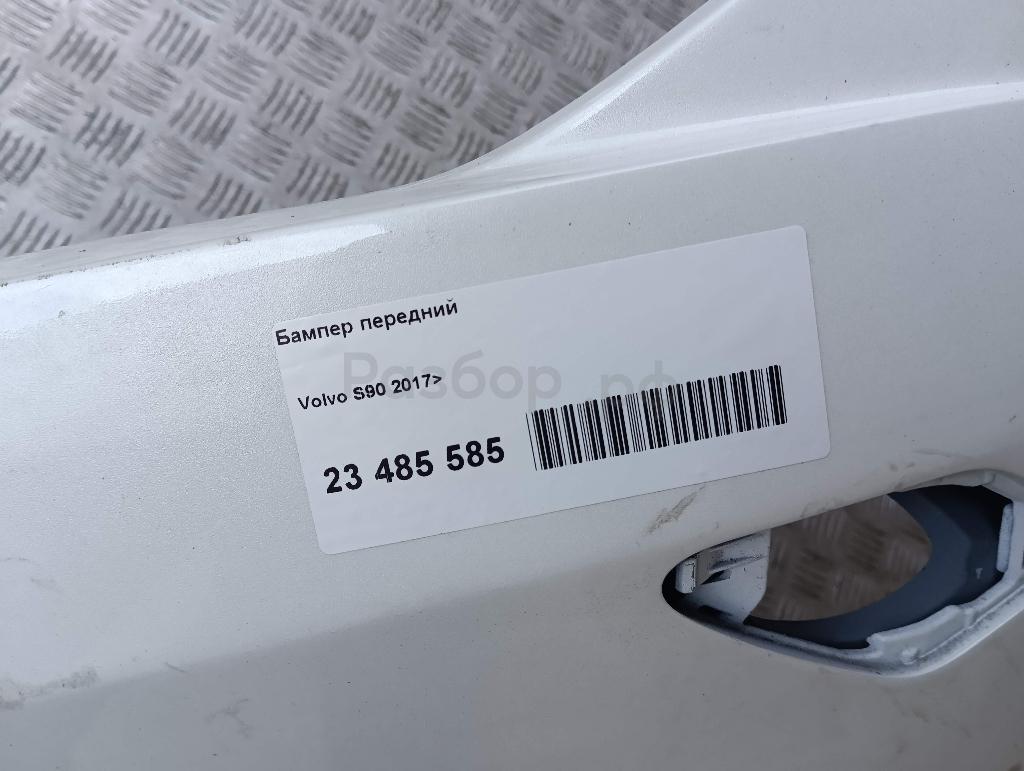 Бампер передний
Разбор.рф
Volvo S90 2017>
23 485 585